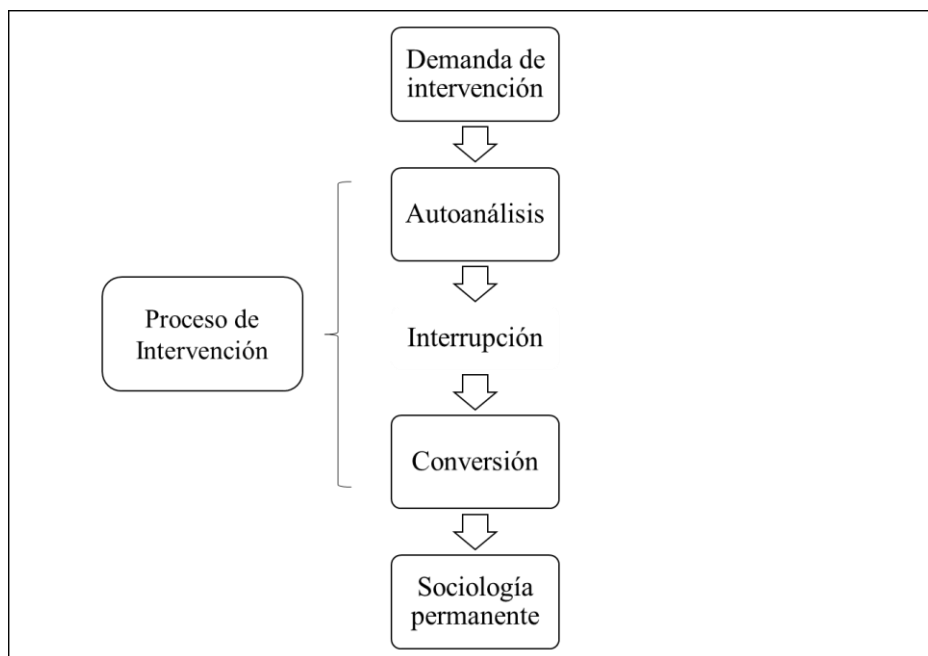 Demanda de
intervención
Autoanálisis
Proceso de
Intervención
Interrupción
Conversión
Sociología
permanente